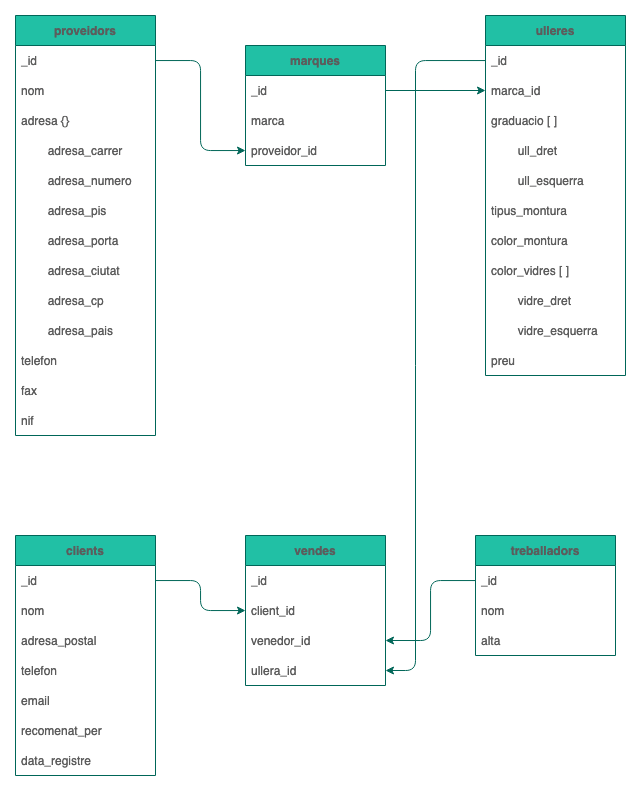 proveidors
_id
nom
adresa {}
adresa_carrer
adresa_numero
adresa_pis
adresa_porta
adresa_ciutat
adresa_cp
adresa_pais
telefon
fax
nif
marques
_id
marca
proveidor_id
ulleres
_id
marca_id
graduacio [ ]
ull_dret
ull_esquerra
tipus_montura
color_montura
color_vidres [ ]
vidre_dret
vidre_esquerra
preu
clients
_id
nom
adresa_postal
telefon
email
recomenat_per
data_registre
vendes
_id
client_id
venedor_id
ullera_id
treballadors
_id
nom
alta